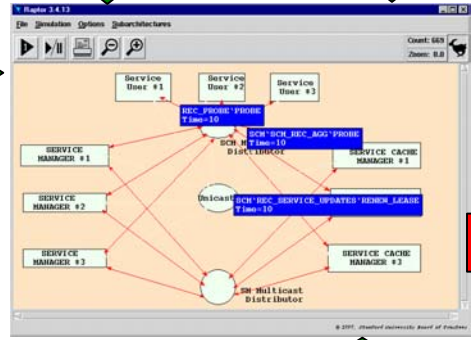 Raptor 3.4.13
File Simulation Options Subarchitectures
Count: 669
Zoom: 0.0
Service
User #1
Service
User #2
Service
User #3
REC_PROBE`PROBE
Time=10
SCM`SCM_REC_AGG`PROBE
Time=10
SCM M
Distributor
SERVICE
MANAGER #1
SERVICE CACHE
MANAGER #1
SERVICE
MANAGER #2
Unicast
SCM`REC_SERVICE_UPDATES`RENEW_LEASE
Time=10
SERVICE
MANAGER #3
SERVICE CACHE
MANAGER #3
SM Multicast
Distributor
© 1997, Stanford University Board of Trustees